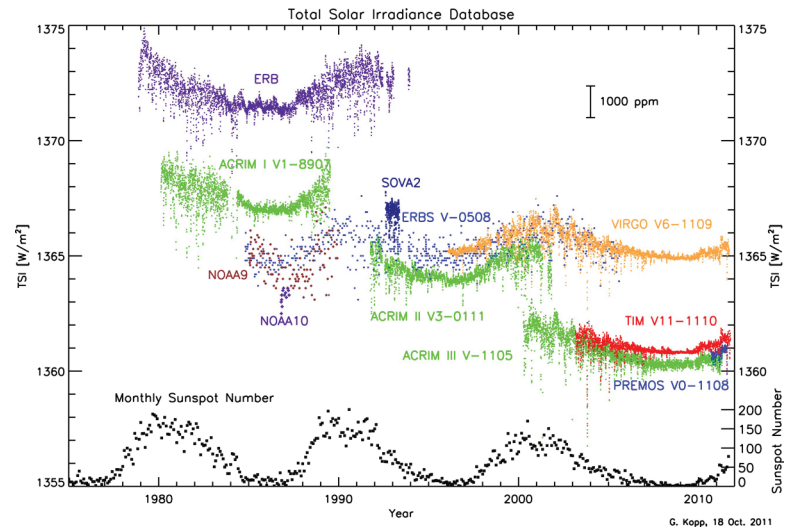 Total Solar Irradiance Database
1375
1375
ERB
1000 ppm
1370
1370
ACRIM I V1-8907
SOVA2
ERBS V-0508
VIRGO V6-1109
1365
1365
TSI [W/m²]
TSI [W/m²]
NOAA9
NOAA10
ACRIM II V3-0111
TIM V11-1110
ACRIM III V-1105
1360
1360
PREMOS V0-1108
Monthly Sunspot Number
200
150
100
50
0
Sunspot Number
1355
1980
1990
2000
2010
Year
G. Kopp, 18 Oct. 2011